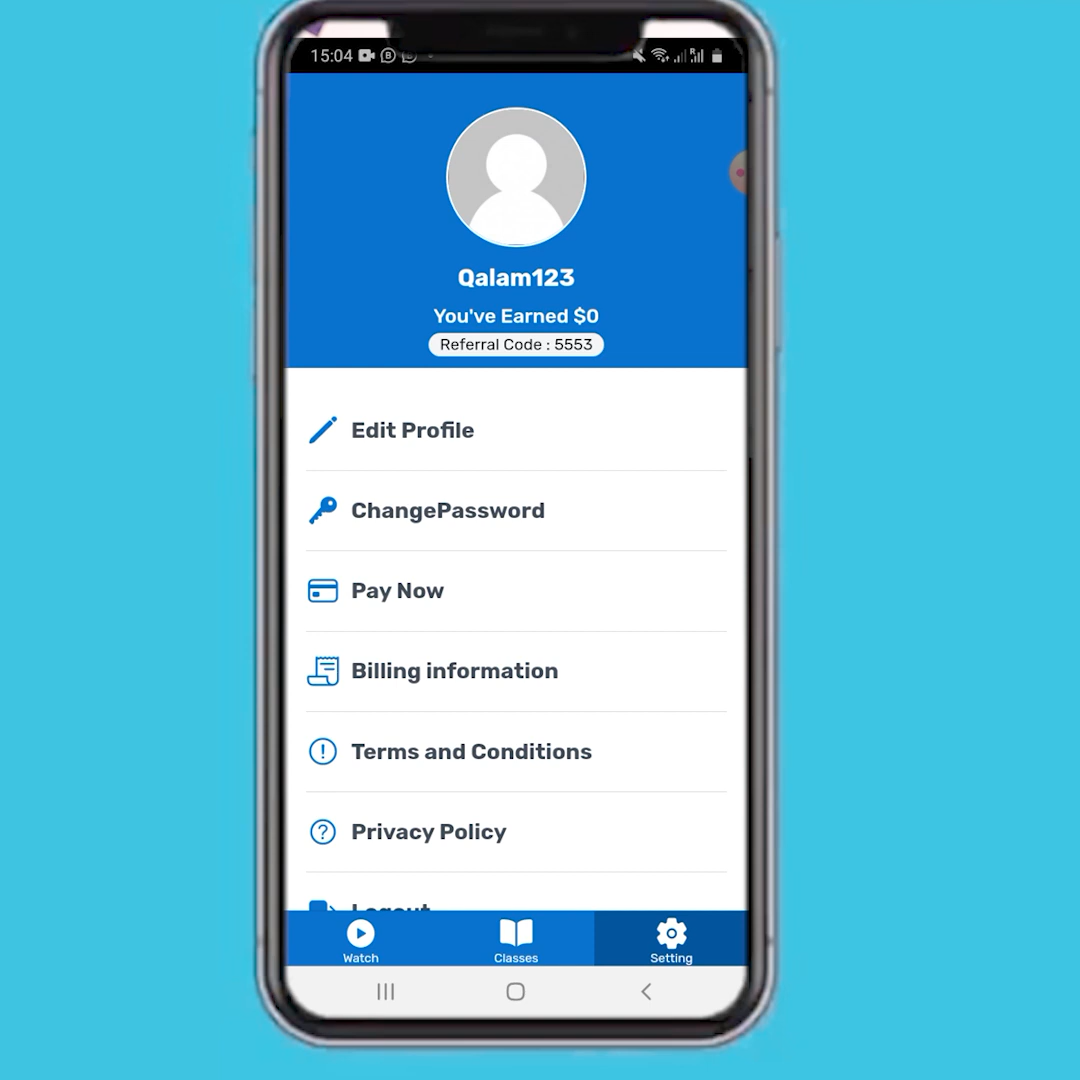 15:04
Qalam123
You've Earned $0
Referral Code : 5553
Edit Profile
ChangePassword
Pay Now
Billing information
Terms and Conditions
Privacy Policy
Logout
Watch
Classes
Setting